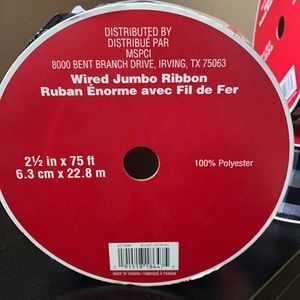 DISTRIBUTED BY
DISTRIBUÉ PAR
MSPCI
8000 BENT BRANCH DRIVE, IRVING, TX 75063
Wired Jumbo Ribbon
Ruban Énorme avec Fil de Fer
2½ in x 75 ft
6.3 cm x 22.8 m
100% Polyester
MADE IN TAIWAN / FABRIQUÉ À TAIWAN